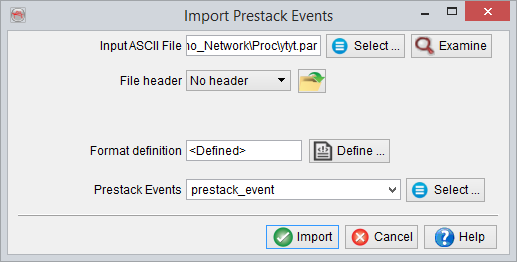 Import Prestack Events
Input ASCII File no_Network\Proc\ytyt.par Select ... Examine
File header No header
Format definition <Defined> Define ...
Prestack Events prestack_event Select ...
Import Cancel Help